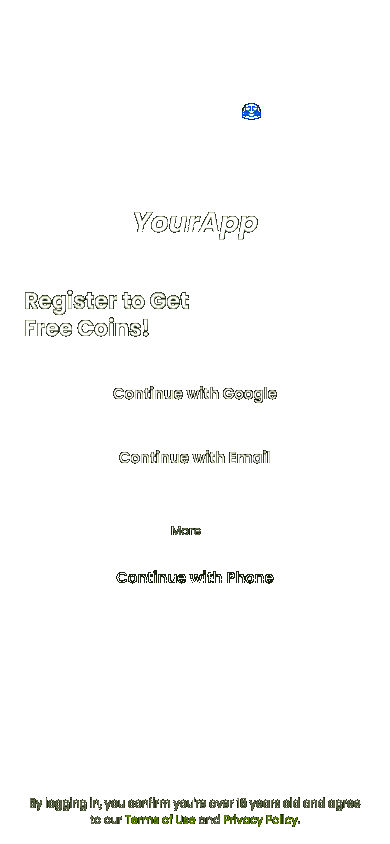 YourApp
Register to Get
Free Coins!
Continue with Google
Continue with Email
More
Continue with Phone
By logging in, you confirm you're over 18 years old and agree
to our Terms of Use and Privacy Policy.